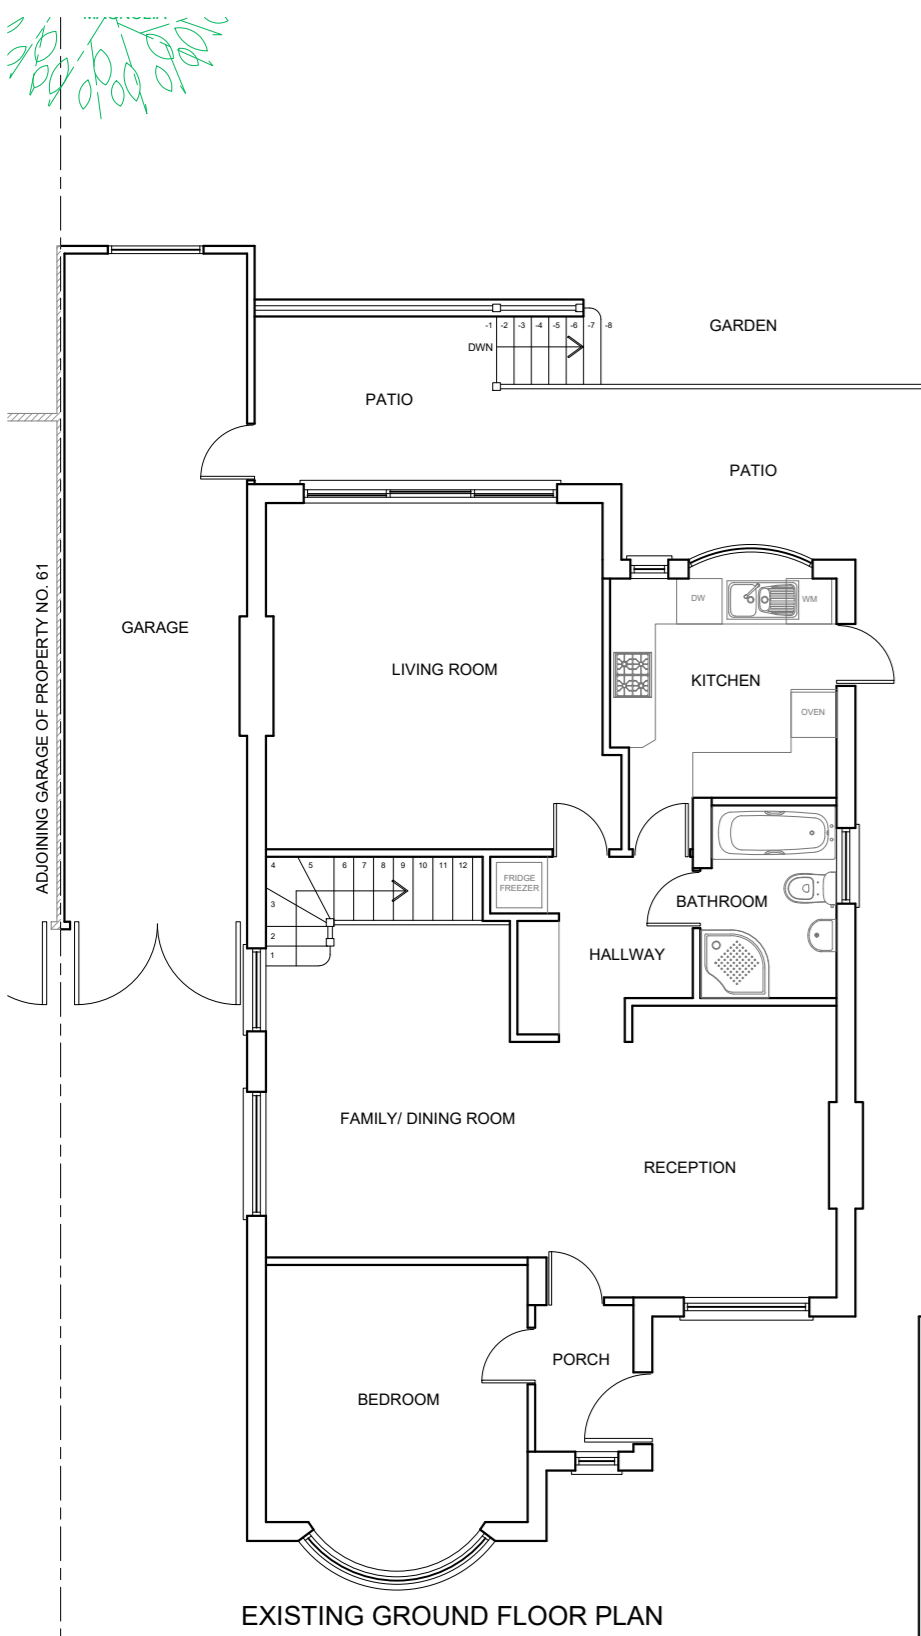 MAGNOLIA
GARDEN
-1 -2 -3 -4 -5 -6 -7 -8
DWN
PATIO
PATIO
ADJOINING GARAGE OF PROPERTY NO. 61
GARAGE
LIVING ROOM
DW
WM
KITCHEN
OVEN
4 5 6 7 8 9 10 11 12
3
2
1
FRIDGE
FREEZER
BATHROOM
HALLWAY
FAMILY/ DINING ROOM
RECEPTION
PORCH
BEDROOM
EXISTING GROUND FLOOR PLAN